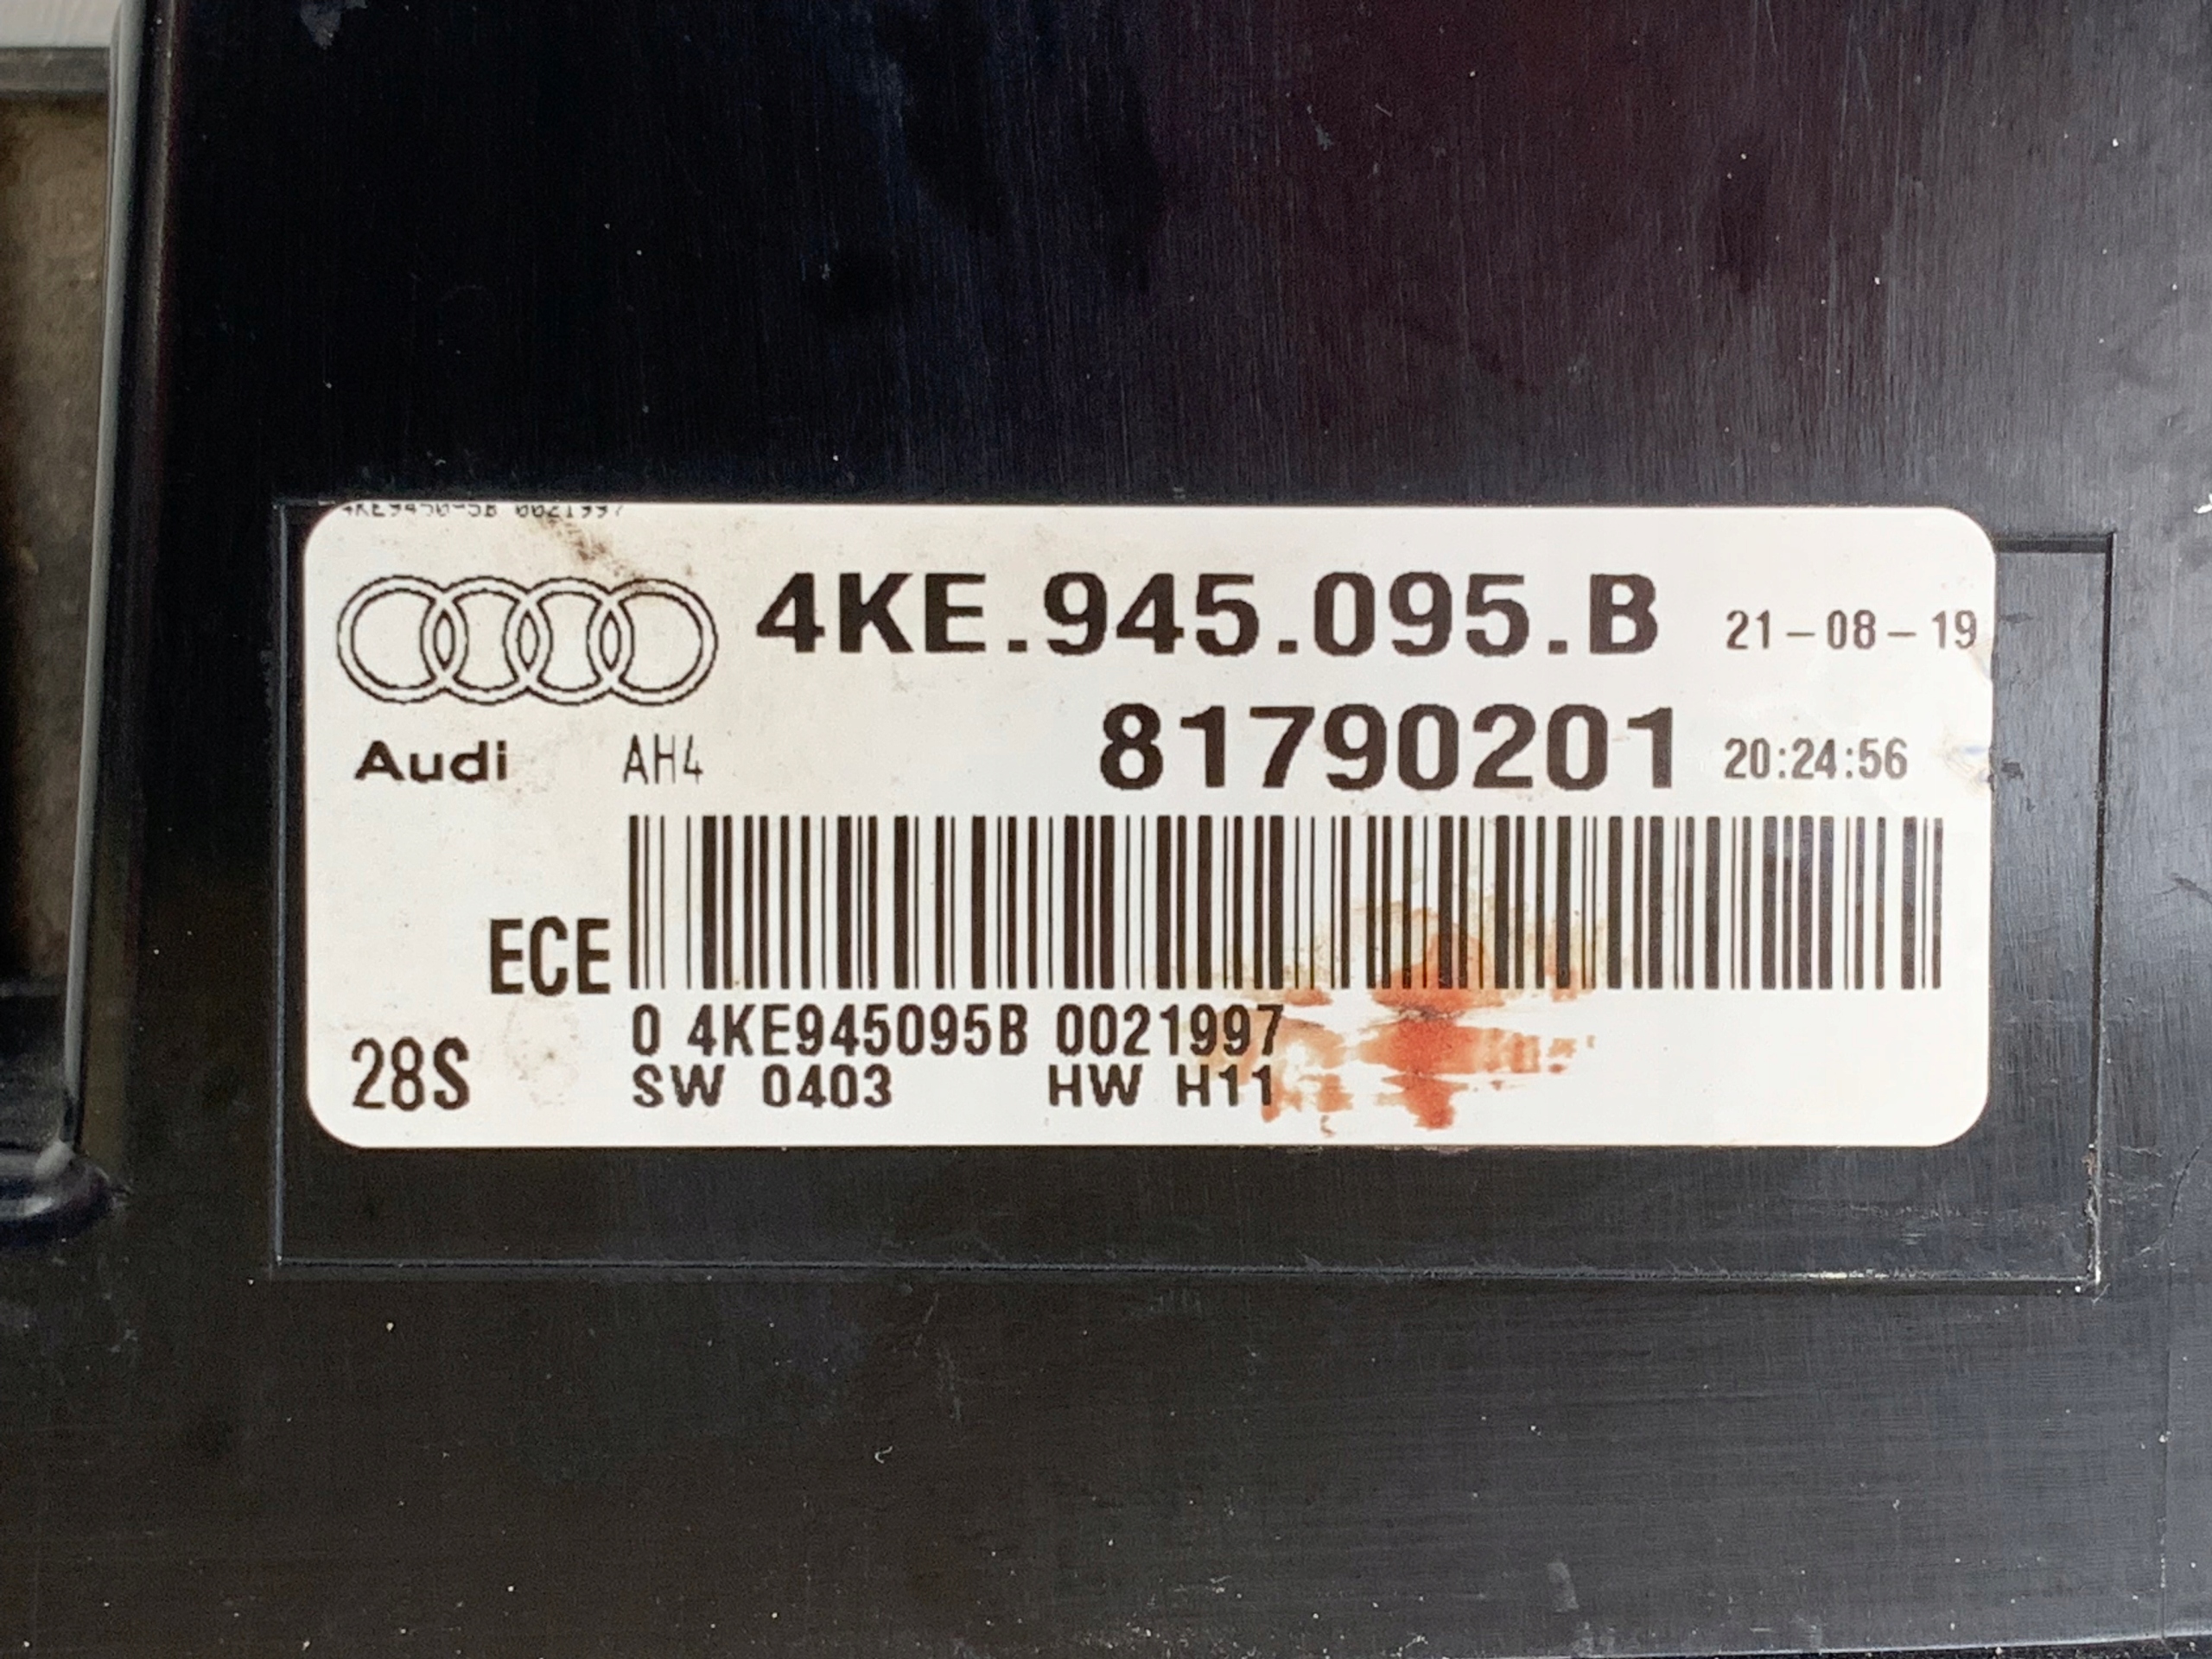 4KE.945.095.B 21-08-19
Audi AH4 81790201 20:24:56
ECE
0 4KE945095B 0021997
28S SW 0403 HW H11